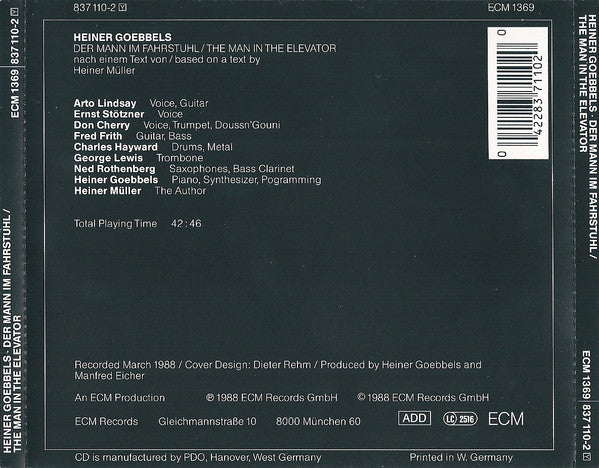 837 110-2 Y
ECM 1369
HEINER GOEBBELS
DER MANN IM FAHRSTUHL / THE MAN IN THE ELEVATOR
nach einem Text von / based on a text by
Heiner Müller
Arto Lindsay Voice, Guitar
Ernst Stötzner Voice
Don Cherry Voice, Trumpet, Doussn'Gouni
Fred Frith Guitar, Bass
Charles Hayward Drums, Metal
George Lewis Trombone
Ned Rothenberg Saxophones, Bass Clarinet
Heiner Goebbels Piano, Synthesizer, Pogramming
Heiner Müller The Author
Total Playing Time 42:46
Recorded March 1988 / Cover Design: Dieter Rehm / Produced by Heiner Goebbels and
Manfred Eicher
An ECM Production ℗ 1988 ECM Records GmbH © 1988 ECM Records GmbH
ECM Records Gleichmannstraße 10 8000 München 60 ADD LC 2516 ECM
CD is manufactured by PDO, Hanover, West Germany Printed in W. Germany
0 42283 71102 0
HEINER GOEBBELS · DER MANN IM FAHRSTUHL /
THE MAN IN THE ELEVATOR
ECM 1369 837 110-2 Y
HEINER GOEBBELS · DER MANN IM FAHRSTUHL /
THE MAN IN THE ELEVATOR
ECM 1369 837 110-2 Y